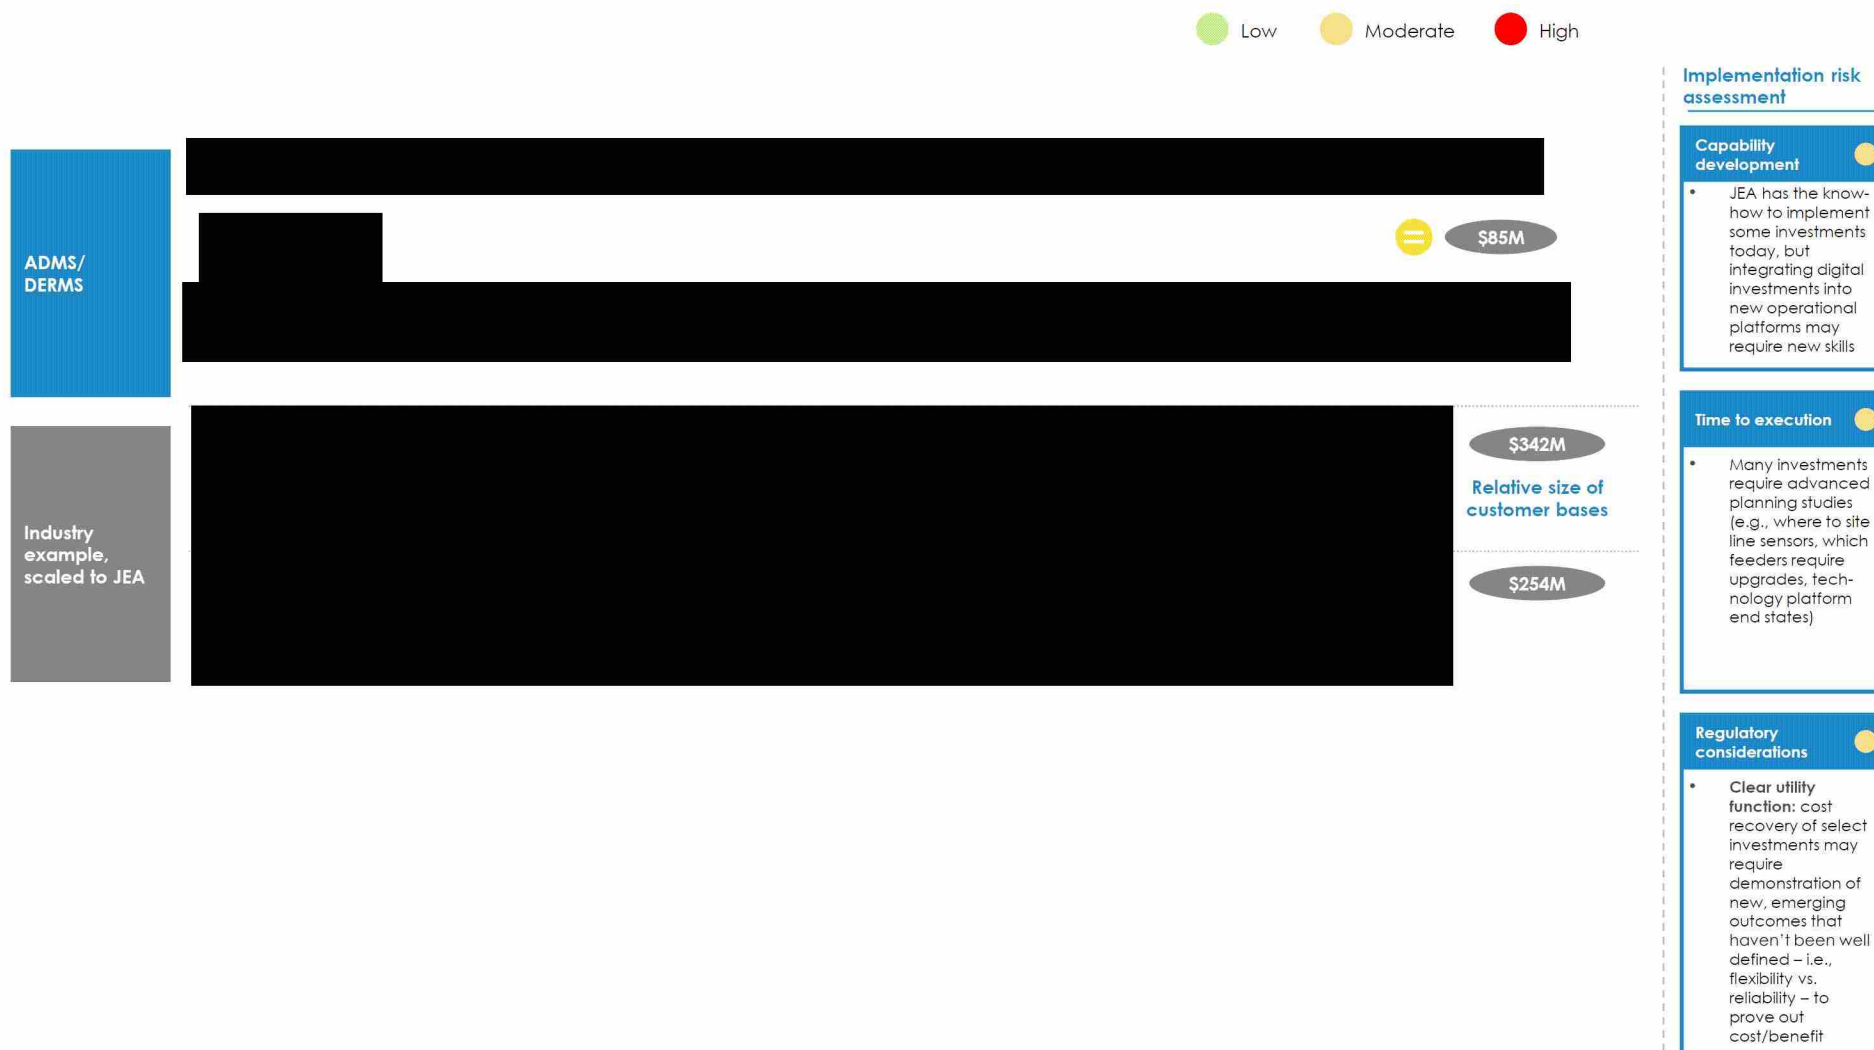 Low
Moderate
High
ADMS/
DERMS
=
$85M
Industry
example,
scaled to JEA
$342M
Relative size of
customer bases
$254M
Implementation risk
assessment
Capability
development
• JEA has the know-
how to implement
some investments
today, but
integrating digital
investments into
new operational
platforms may
require new skills
Time to execution
• Many investments
require advanced
planning studies
(e.g., where to site
line sensors, which
feeders require
upgrades, tech-
nology platform
end states)
Regulatory
considerations
• Clear utility
function: cost
recovery of select
investments may
require
demonstration of
new, emerging
outcomes that
haven't been well
defined – i.e.,
flexibility vs.
reliability – to
prove out
cost/benefit